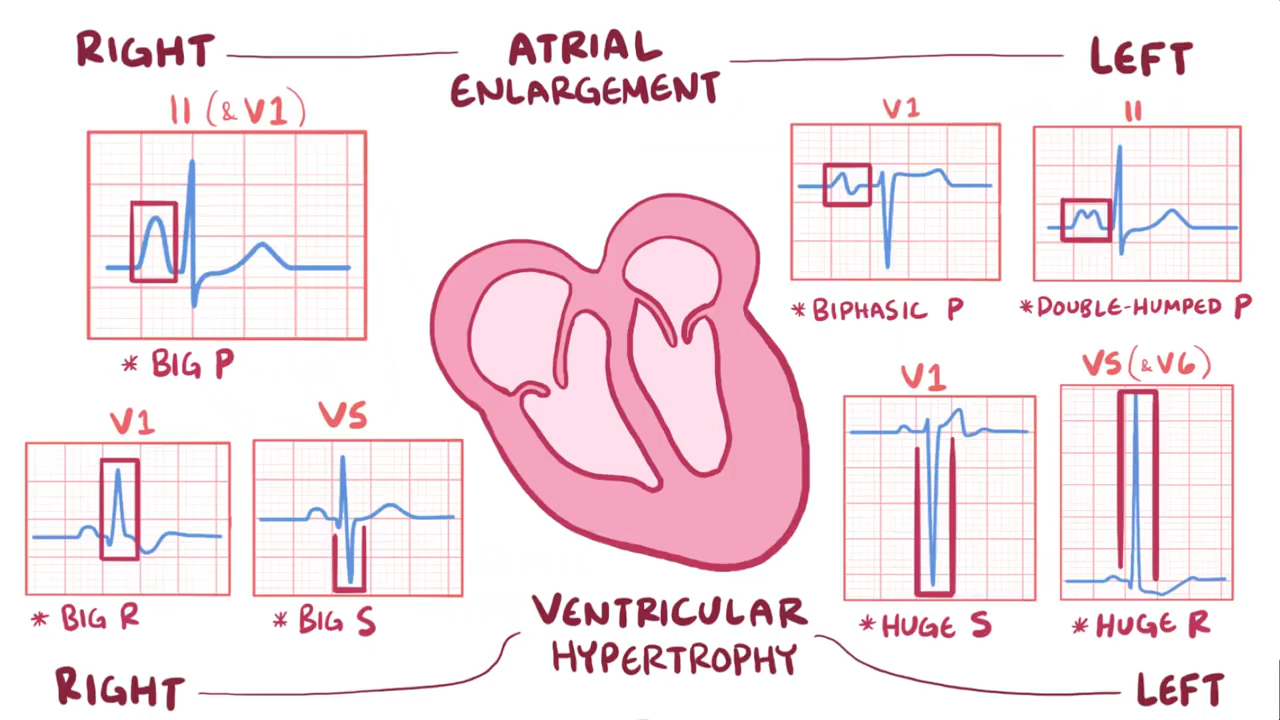 RIGHT
ATRIAL
ENLARGEMENT
LEFT
II (& V1)
* BIG P
V1
* BIPHASIC P
II
* DOUBLE-HUMPED P
V1
* BIG R
V5
* BIG S
V1
* HUGE S
V5 (& V6)
* HUGE R
RIGHT
VENTRICULAR
HYPERTROPHY
LEFT